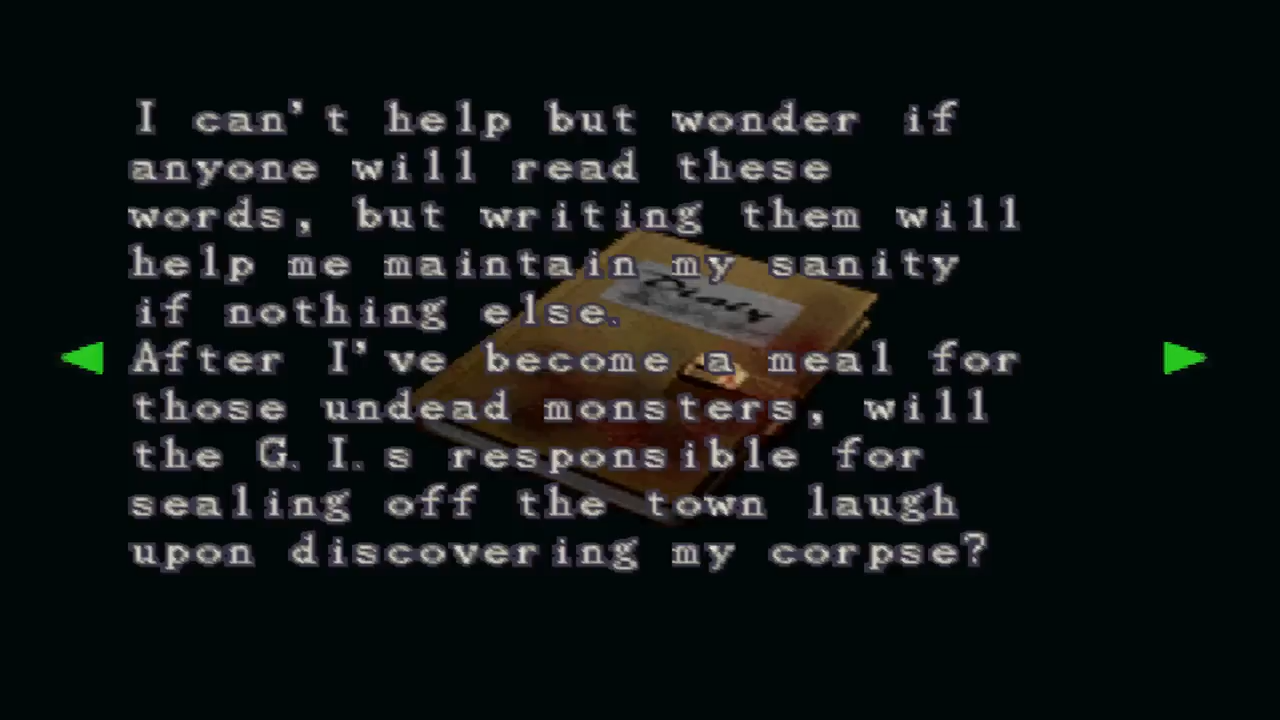 I can't help but wonder if
anyone will read these
words, but writing them will
help me maintain my sanity
if nothing else.
After I've become a meal for
those undead monsters, will
the G.I.s responsible for
sealing off the town laugh
upon discovering my corpse?
Diary